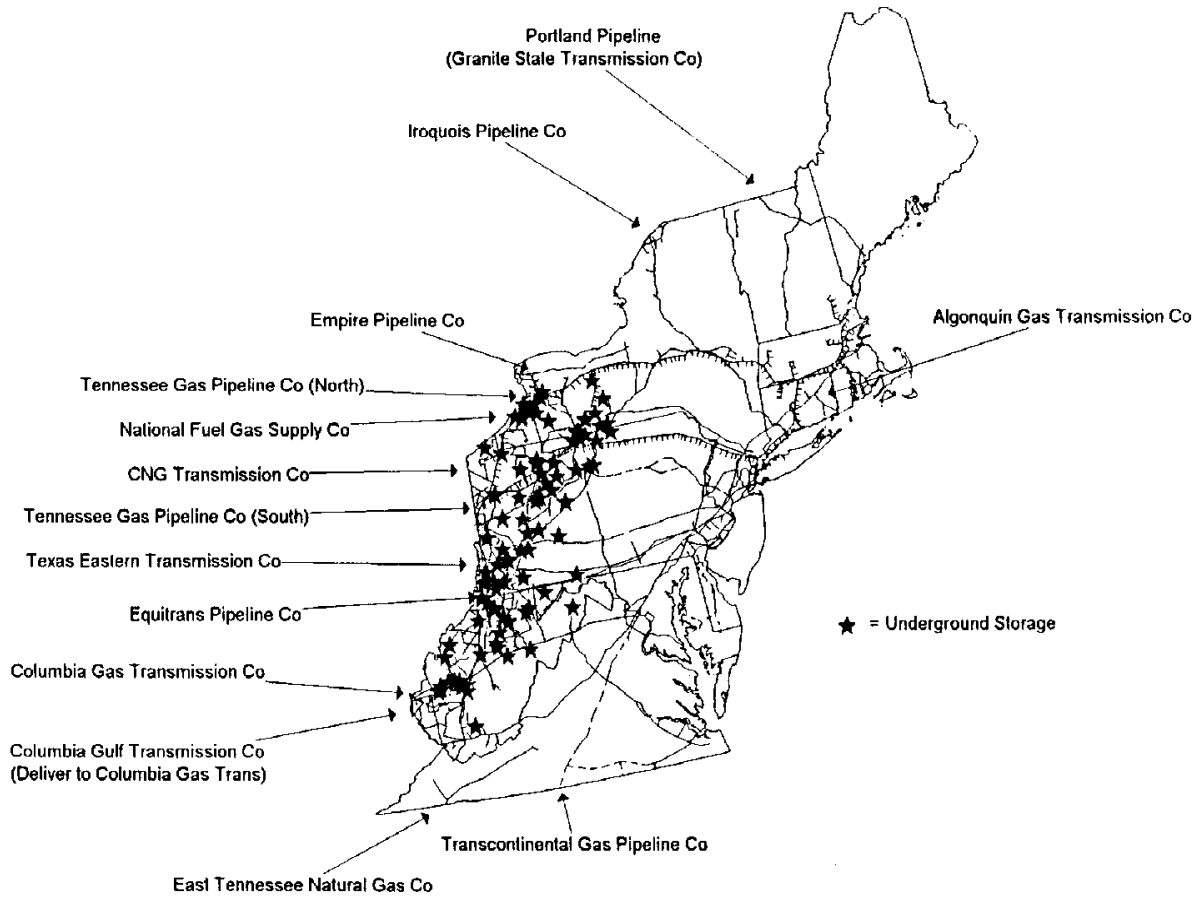 Portland Pipeline
(Granite Stale Transmission Co)
Iroquois Pipeline Co
Empire Pipeline Co
Algonquin Gas Transmission Co
Tennessee Gas Pipeline Co (North)
National Fuel Gas Supply Co
CNG Transmission Co
Tennessee Gas Pipeline Co (South)
Texas Eastern Transmission Co
Equitrans Pipeline Co
★ = Underground Storage
Columbia Gas Transmission Co
Columbia Gulf Transmission Co
(Deliver to Columbia Gas Trans)
Transcontinental Gas Pipeline Co
East Tennessee Natural Gas Co